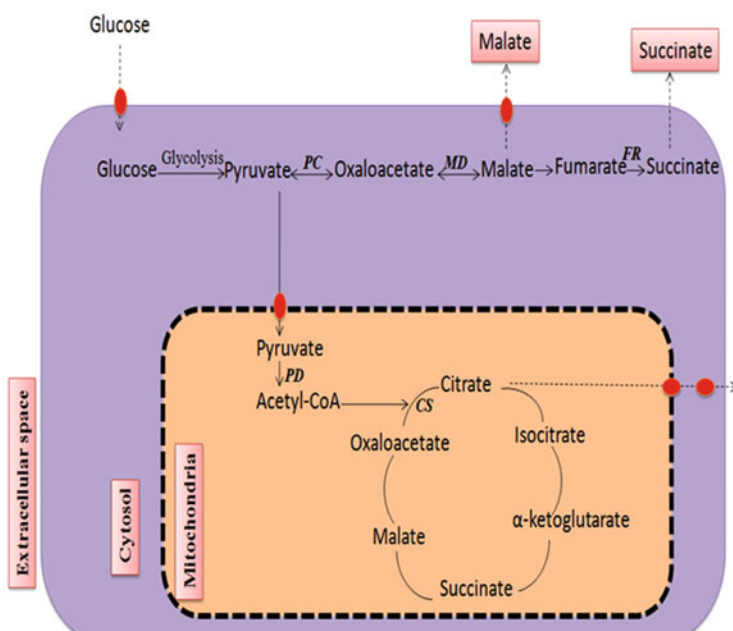 Glucose
Malate
Succinate
Glucose Glycolysis Pyruvate PC Oxaloacetate MD Malate Fumarate FR Succinate
Pyruvate
PD
Acetyl-CoA
CS
Citrate
Oxaloacetate
Isocitrate
Malate
α-ketoglutarate
Succinate
Extracellular space
Cytosol
Mitochondria